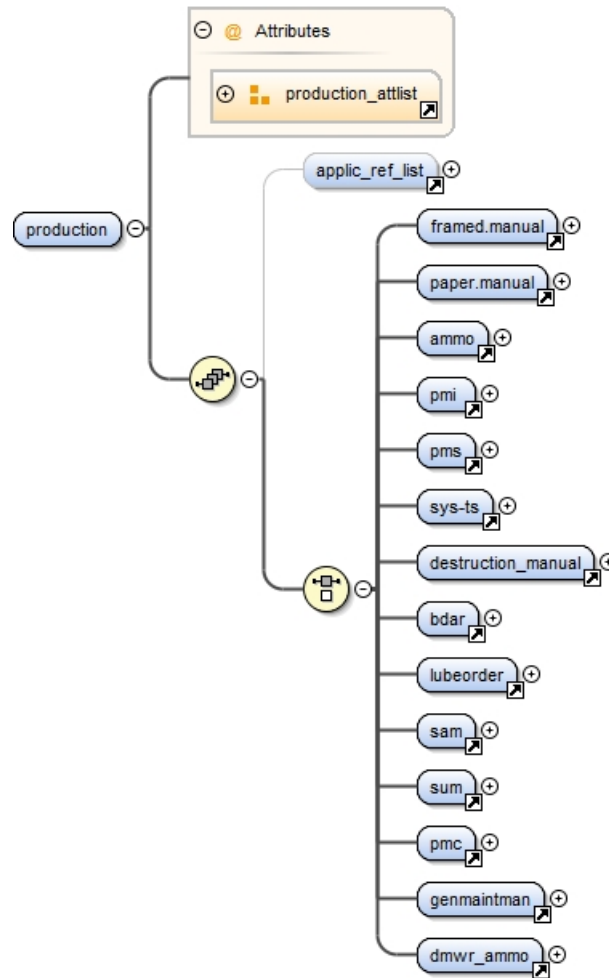 @ Attributes
production_attlist
applic_ref_list
production
framed.manual
paper.manual
ammo
pmi
pms
sys-ts
destruction_manual
bdar
lubeorder
sam
sum
pmc
genmaintman
dmwr_ammo